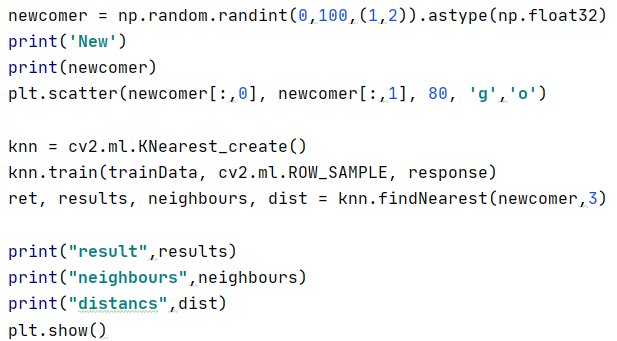 newcomer = np.random.randint(0,100,(1,2)).astype(np.float32)
print('New')
print(newcomer)
plt.scatter(newcomer[:,0], newcomer[:,1], 80, 'g','o')
knn = cv2.ml.KNearest_create()
knn.train(trainData, cv2.ml.ROW_SAMPLE, response)
ret, results, neighbours, dist = knn.findNearest(newcomer,3)
print("result",results)
print("neighbours",neighbours)
print("distancs",dist)
plt.show()